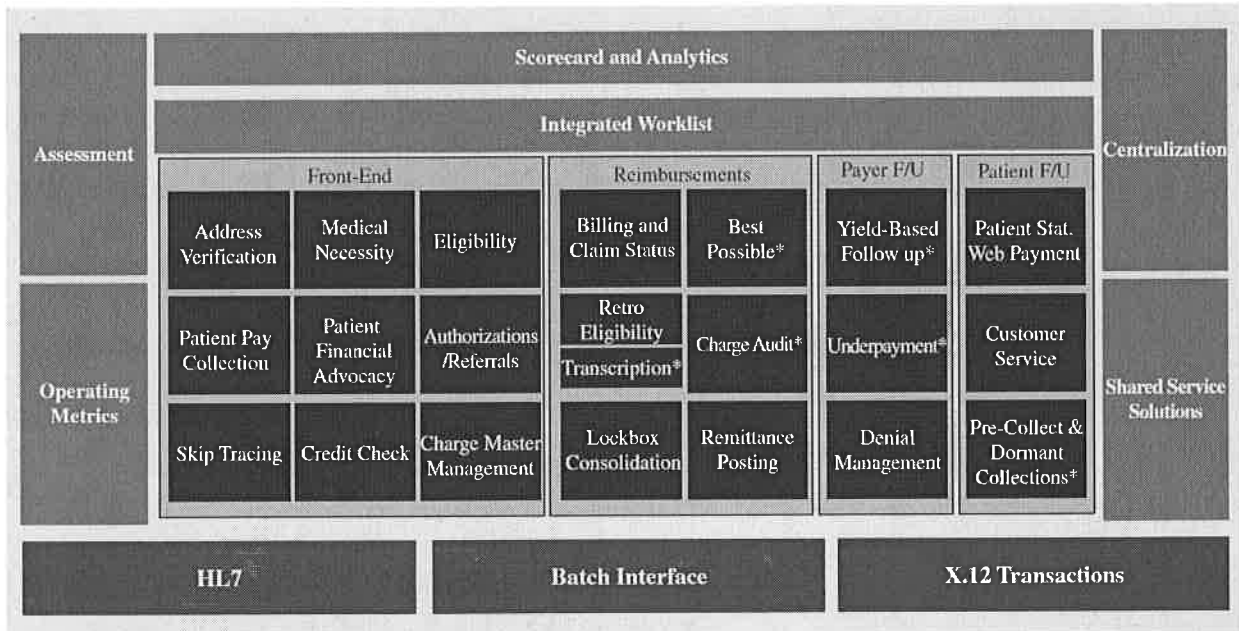 Scorecard and Analytics
Integrated Worklist
Assessment
Operating
Metrics
Front-End
Address
Verification
Medical
Necessity
Eligibility
Patient Pay
Collection
Patient
Financial
Advocacy
Authorizations
/Referrals
Skip Tracing
Credit Check
Charge Master
Management
Reimbursements
Billing and
Claim Status
Best
Possible*
Retro
Eligibility
Transcription*
Charge Audit*
Lockbox
Consolidation
Remittance
Posting
Payer F/U
Yield-Based
Follow up*
Underpayment*
Denial
Management
Patient F/U
Patient Stat.
Web Payment
Customer
Service
Pre-Collect &
Dormant
Collections*
Centralization
Shared Service
Solutions
HL7
Batch Interface
X.12 Transactions